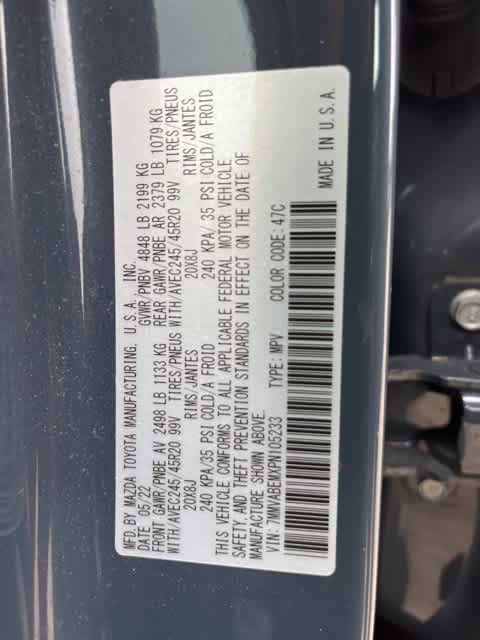 MFD. BY MAZDA TOYOTA MANUFACTURING, U.S.A., INC.
DATE 05/22 GVWR/PNBV 4848 LB 2199 KG
FRONT GAWR/PNBE AV 2498 LB 1133 KG REAR GAWR/PNBE AR 2379 LB 1079 KG
WITH/AVEC245/45R20 99V TIRES/PNEUS WITH/AVEC245/45R20 99V TIRES/PNEUS
20X8J RIMS/JANTES 20X8J RIMS/JANTES
240 KPA/ 35 PSI COLD/A FROID 240 KPA/ 35 PSI COLD/A FROID
THIS VEHICLE CONFORMS TO ALL APPLICABLE FEDERAL MOTOR VEHICLE
SAFETY, AND THEFT PREVENTION STANDARDS IN EFFECT ON THE DATE OF
MANUFACTURE SHOWN ABOVE.
VIN: 7MMVABEMXPN105233 TYPE: MPV COLOR CODE: 47C
MADE IN U.S.A.